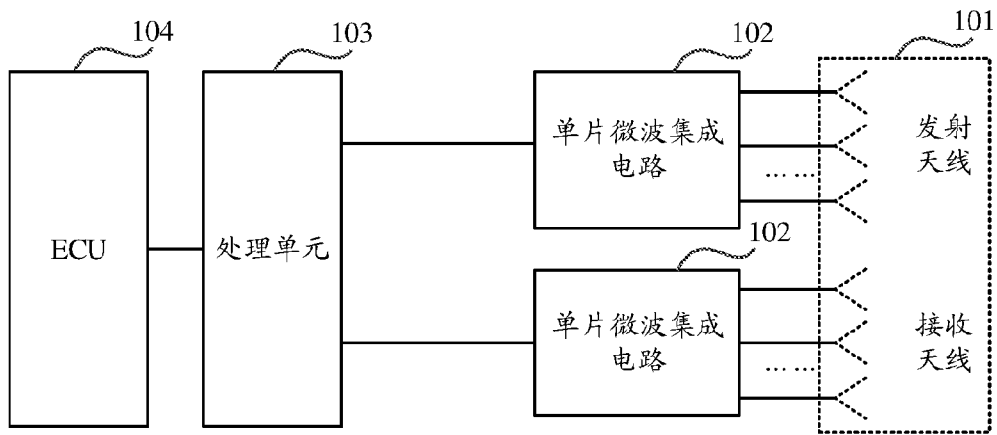 104
103
102
101
ECU
处理单元
单片微波集成
电路
……
发射
天线
102
单片微波集成
电路
……
接收
天线